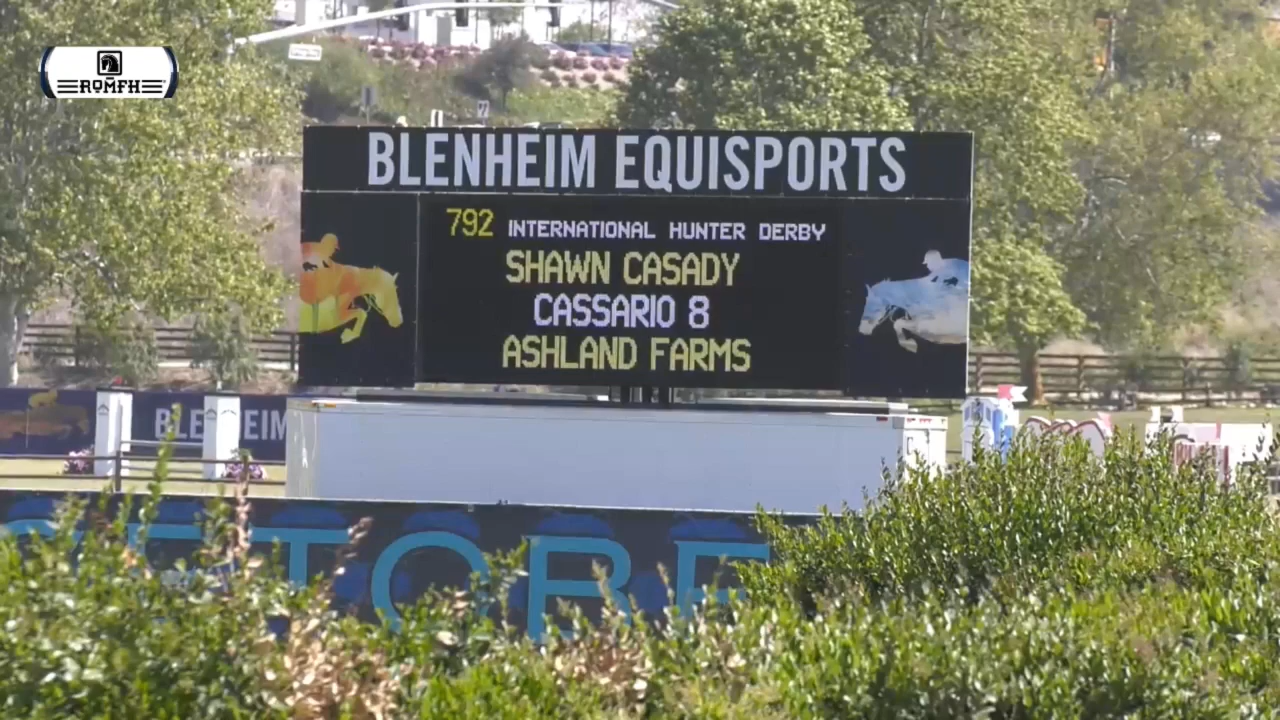 ROMFH
BLENHEIM EQUISPORTS
792 INTERNATIONAL HUNTER DERBY
SHAWN CASADY
CASSARIO 8
ASHLAND FARMS